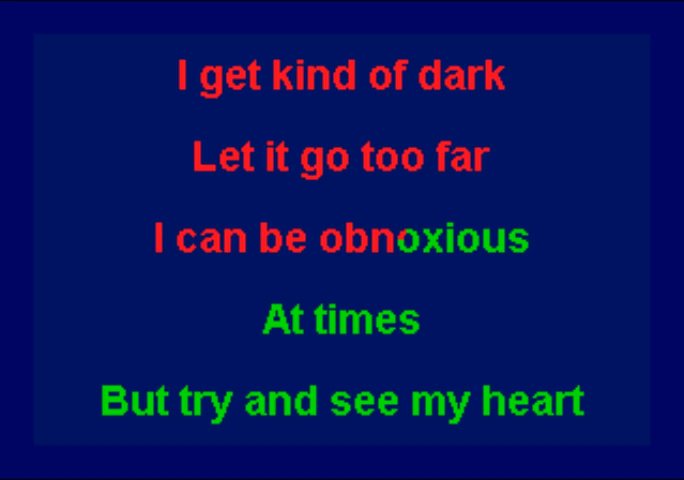 I get kind of dark
Let it go too far
I can be obnoxious
At times
But try and see my heart